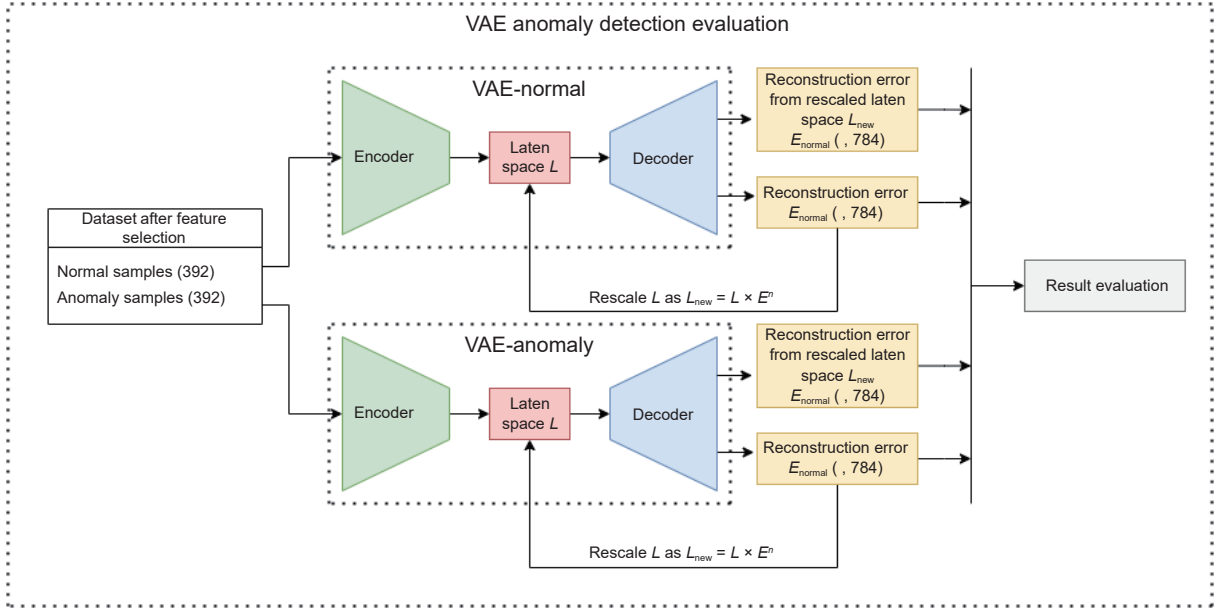 VAE anomaly detection evaluation
VAE-normal
Encoder
Laten
space L
Decoder
Reconstruction error
from rescaled laten
space Lnew
Enormal ( , 784)
Reconstruction error
Enormal ( , 784)
Rescale L as Lnew = L × Eⁿ
Dataset after feature
selection
Normal samples (392)
Anomaly samples (392)
VAE-anomaly
Encoder
Laten
space L
Decoder
Reconstruction error
from rescaled laten
space Lnew
Enormal ( , 784)
Reconstruction error
Enormal ( , 784)
Rescale L as Lnew = L × Eⁿ
Result evaluation